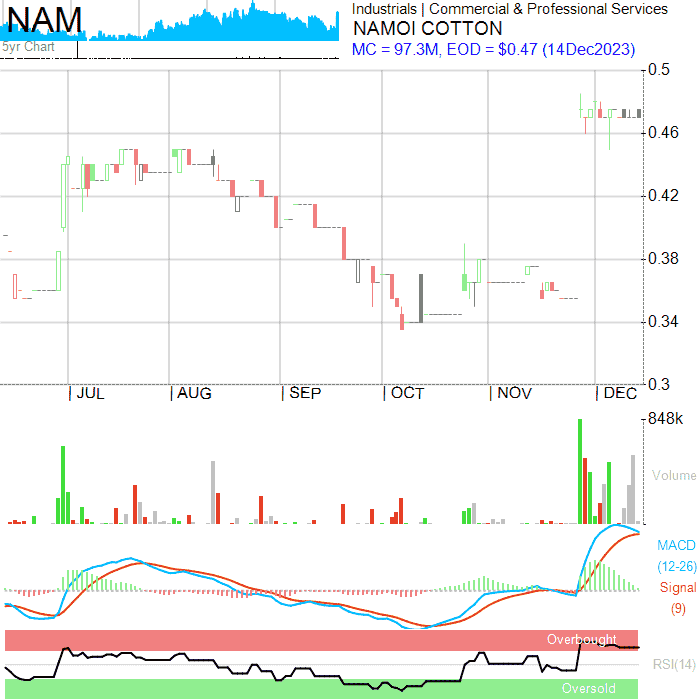 NAM
5yr Chart
Industrials | Commercial & Professional Services
NAMOI COTTON
MC = 97.3M, EOD = $0.47 (14Dec2023)
0.5
0.46
0.42
0.38
0.34
0.3
JUL AUG SEP OCT NOV DEC
848k
Volume
MACD
(12-26)
Signal
(9)
Overbought
RSI(14)
Oversold